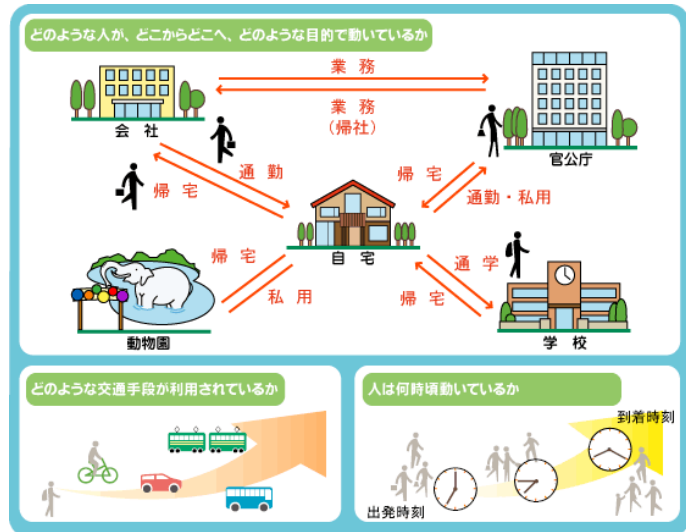 どのような人が、どこからどこへ、どのような目的で動いているか
業務
業務
(帰社)
会社
官公庁
通勤
帰宅
帰宅
通勤・私用
自宅
帰宅
私用
通学
帰宅
動物園
学校
どのような交通手段が利用されているか
人は何時頃動いているか
到着時刻
出発時刻